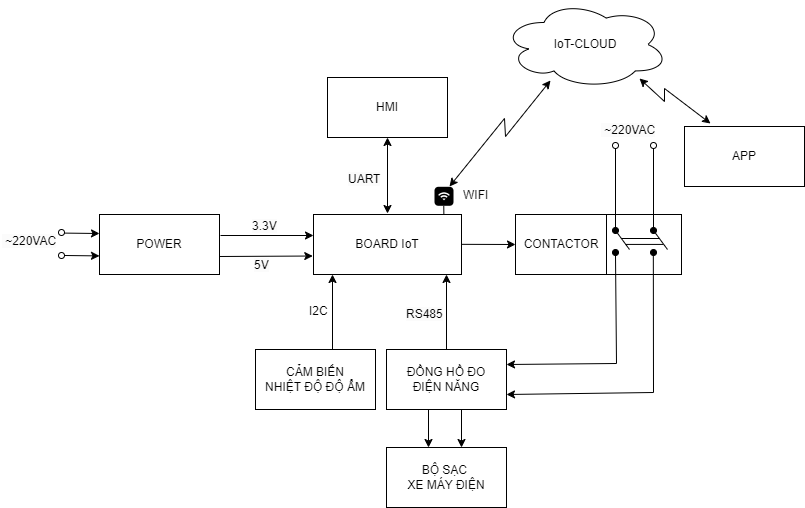 IoT-CLOUD
HMI
~220VAC
APP
UART
WIFI
~220VAC
POWER
3.3V
5V
BOARD IoT
CONTACTOR
I2C
RS485
CẢM BIẾN
NHIỆT ĐỘ ĐỘ ẨM
ĐỒNG HỒ ĐO
ĐIỆN NĂNG
BỘ SẠC
XE MÁY ĐIỆN